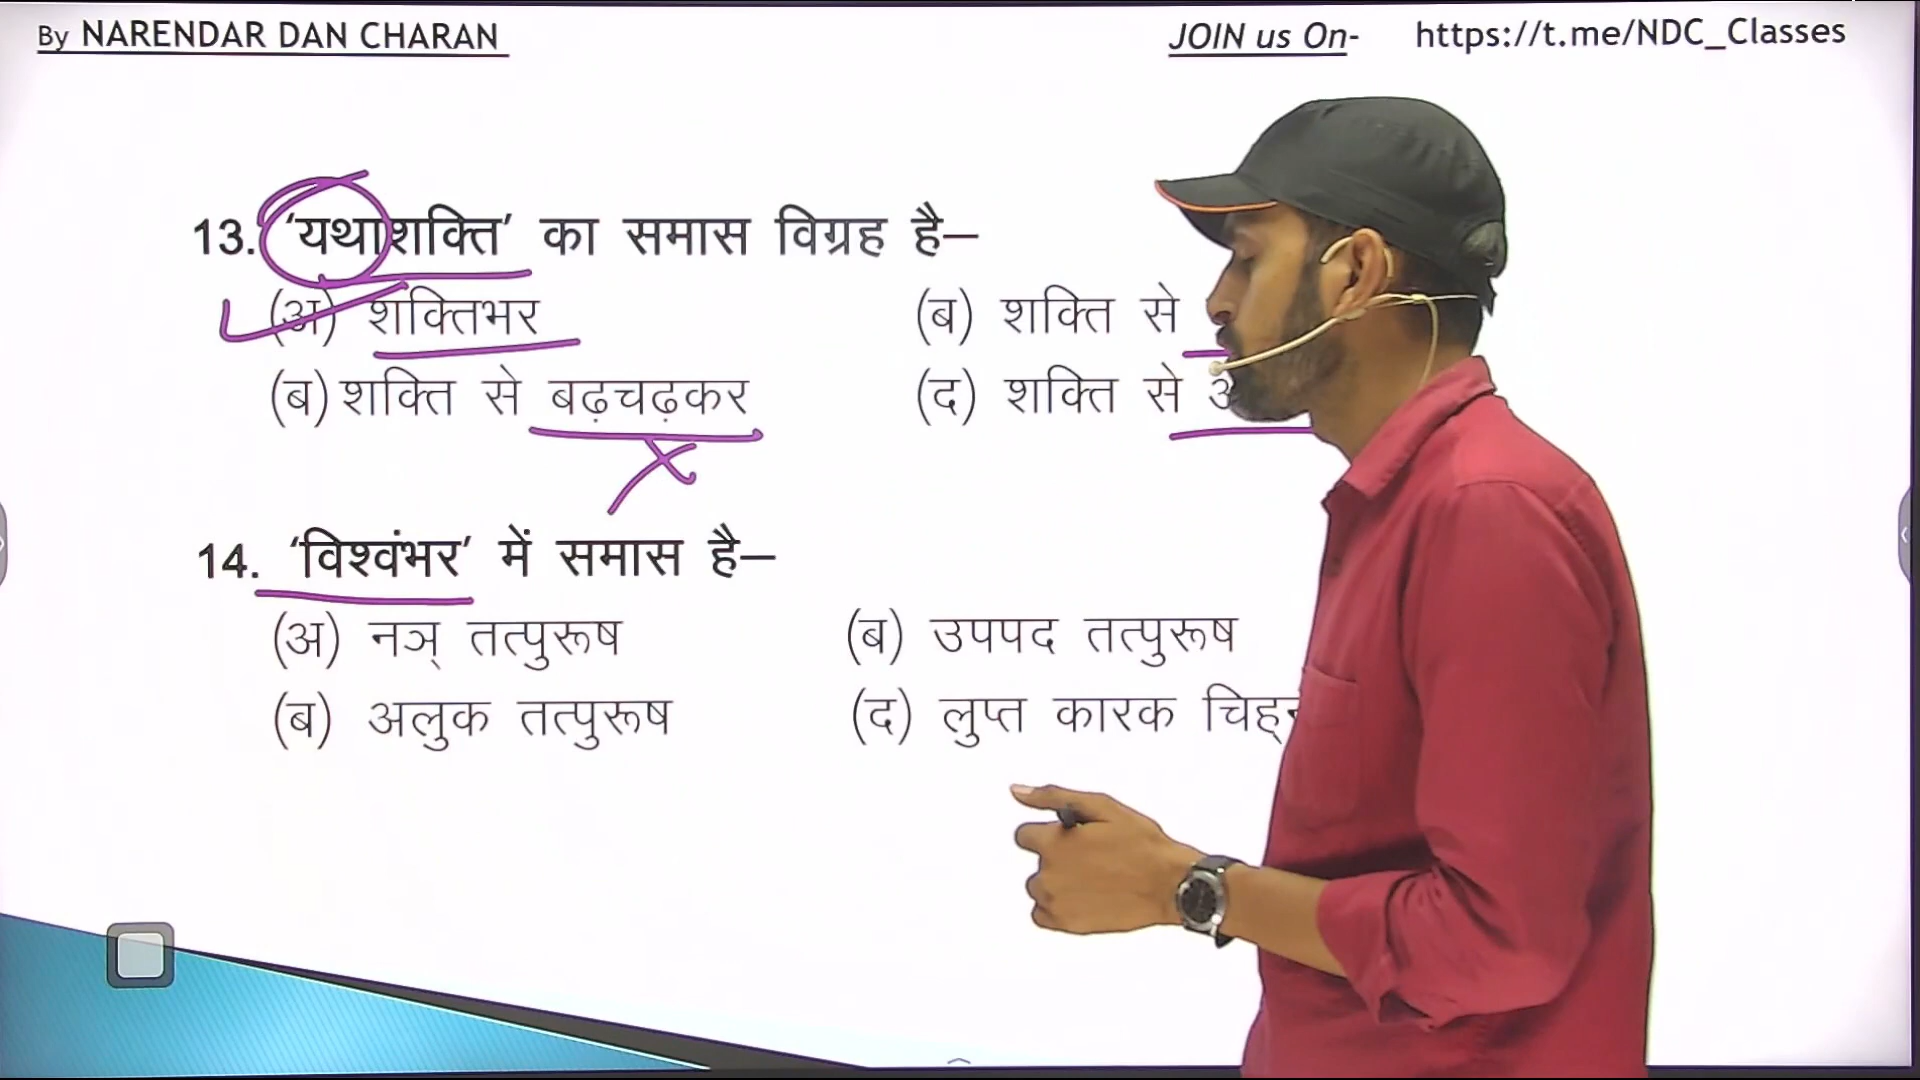 By NARENDAR DAN CHARAN
JOIN us On- https://t.me/NDC_Classes
13. 'यथाशक्ति' का समास विग्रह है–
(अ) शक्तिभर (ब) शक्ति से
(ब) शक्ति से बढ़चढ़कर (द) शक्ति से
14. 'विश्वंभर' में समास है–
(अ) नञ् तत्पुरूष (ब) उपपद तत्पुरूष
(ब) अलुक तत्पुरूष (द) लुप्त कारक